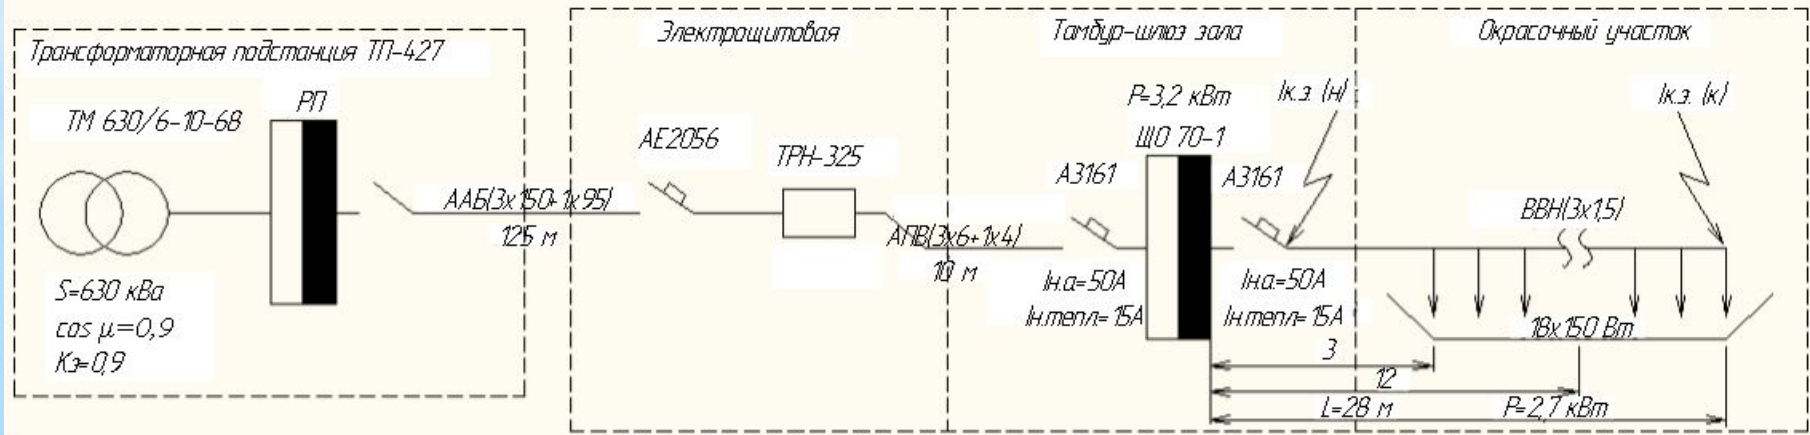 Трансформаторная подстанция ТП-427
ТМ 630/6-10-68
РП
S=630 кВа
cos μ=0,9
Кз=0,9
ААБ(3х150+1х95)
125 м
Электрощитовая
АЕ2056
ТРН-325
АПВ(3х6+1х4)
10 м
Тамбур-шлюз зала
Р=3,2 кВт
ЩО 70-1
А3161
А3161
Iк.з. (н)
Iн.а=50А
Iн.тепл=15А
Iн.а=50А
Iн.тепл=15А
Окрасочный участок
Iк.з. (к)
ВВН(3х1,5)
18х150 Вт
3
12
L=28 м
Р=2,7 кВт